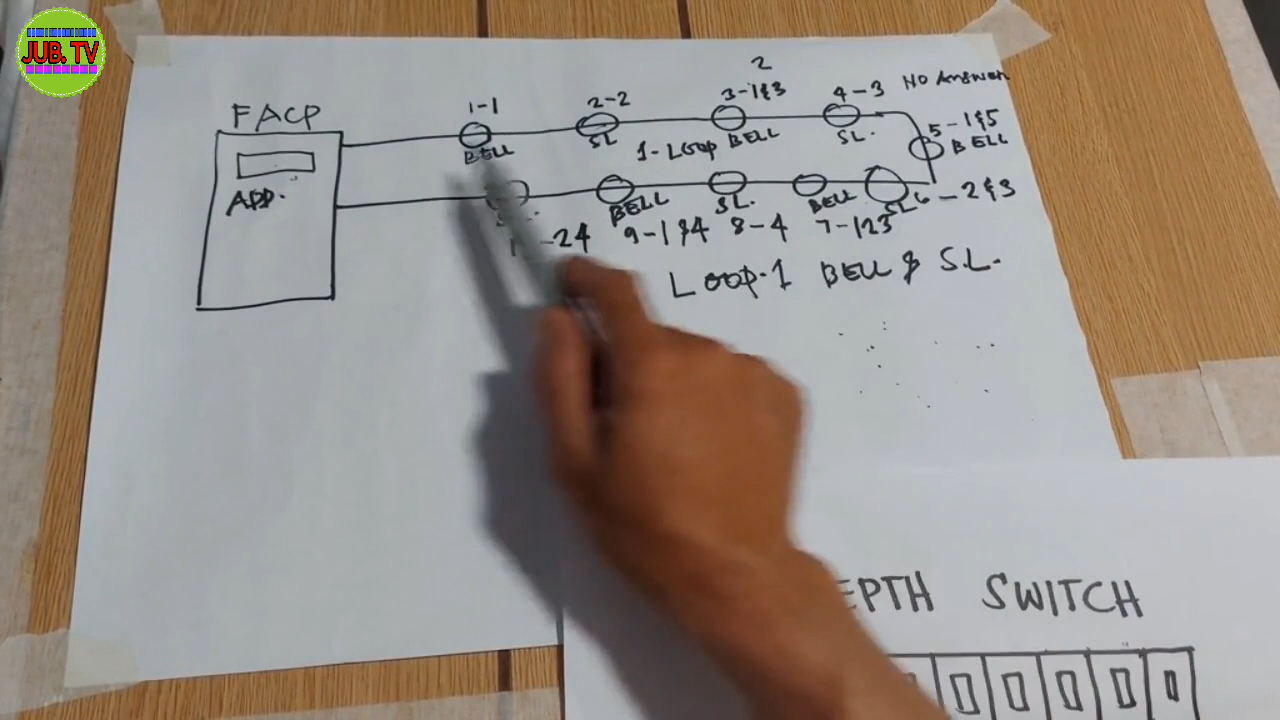 JUB.TV
FACP
ADD.
1-1
BELL
2-2
SL
2
3-1&3
BELL
4-3
SL.
NO ANSWER
1-LOOP
5-1&5
BELL
SL 6-2&3
BELL
7-123
SL.
8-4
BELL
9-1&4
-24
LOOP.1 BELL & S.L.
EPTH SWITCH